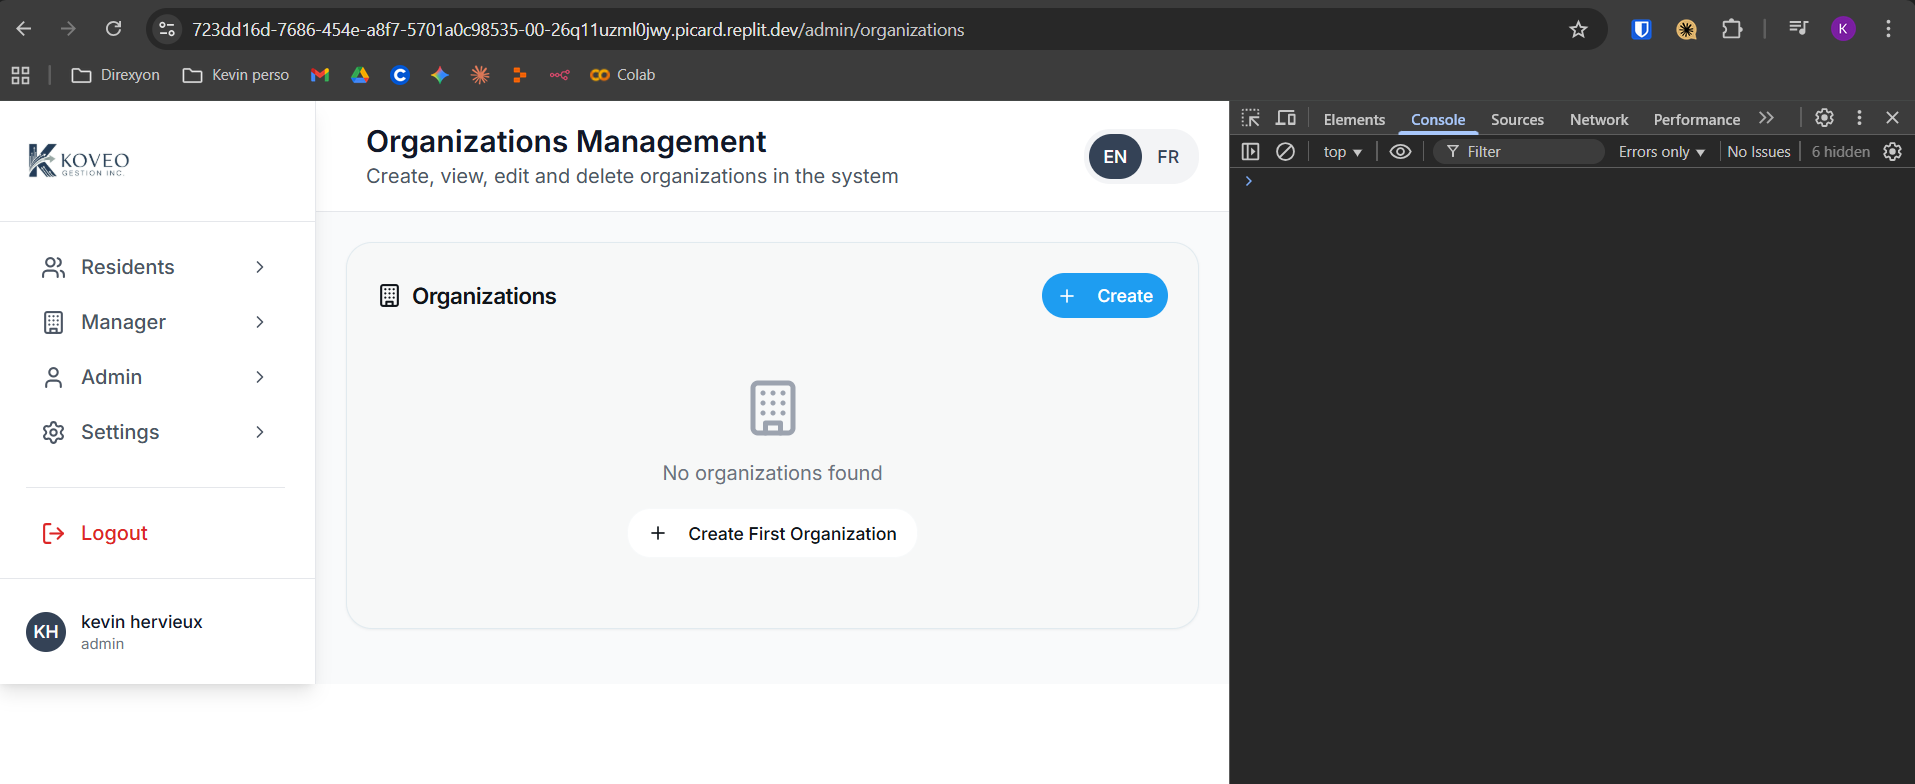 723dd16d-7686-454e-a8f7-5701a0c98535-00-26q11uzml0jwy.picard.replit.dev/admin/organizations
K
Direxyon
Kevin perso
C
Colab
KOVEO
GESTION INC.
Organizations Management
Create, view, edit and delete organizations in the system
EN FR
Residents
Manager
Admin
Settings
Logout
KH
kevin hervieux
admin
Organizations
Create
No organizations found
Create First Organization
Elements Console Sources Network Performance
top Filter Errors only No Issues 6 hidden